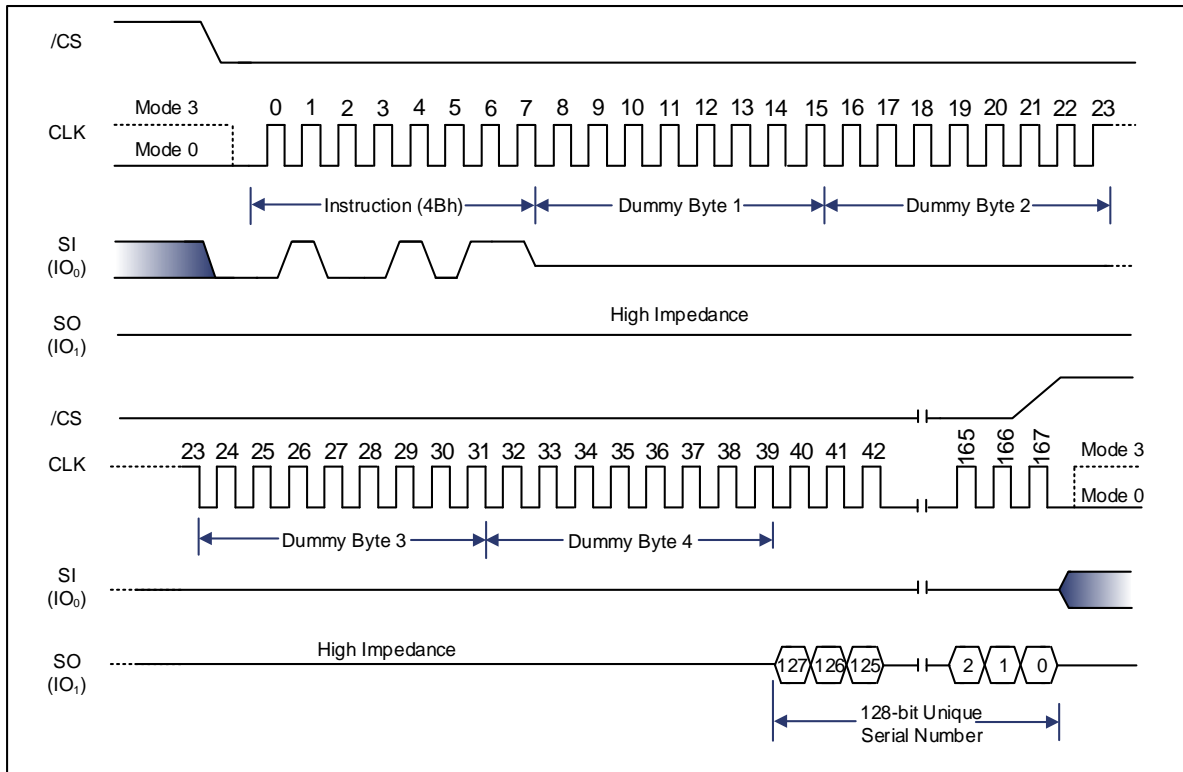 /CS
Mode 3
0 1 2 3 4 5 6 7 8 9 10 11 12 13 14 15 16 17 18 19 20 21 22 23
CLK
Mode 0
Instruction (4Bh) Dummy Byte 1 Dummy Byte 2
SI
(IO₀)
High Impedance
SO
(IO₁)
/CS
23 24 25 26 27 28 29 30 31 32 33 34 35 36 37 38 39 40 41 42 165 166 167
CLK
Mode 3
Mode 0
Dummy Byte 3 Dummy Byte 4
SI
(IO₀)
High Impedance
SO
(IO₁)
127 126 125 2 1 0
128-bit Unique
Serial Number